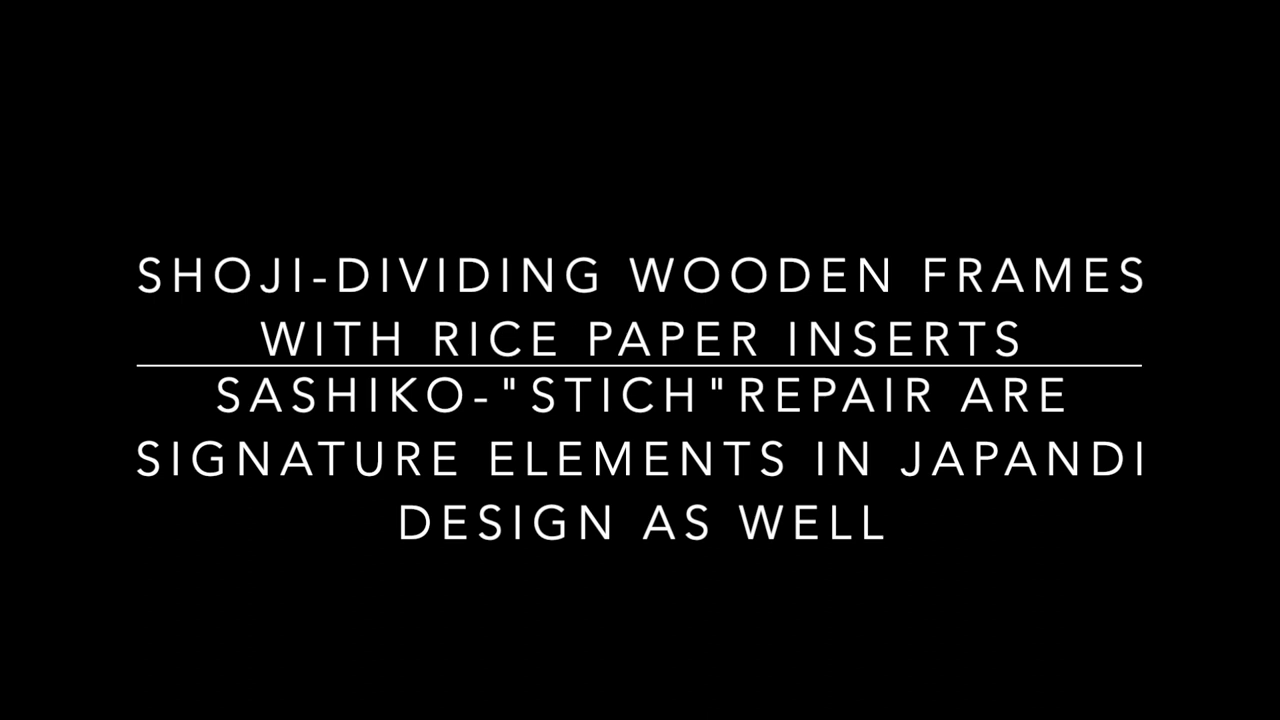 SHOJI-DIVIDING WOODEN FRAMES
WITH RICE PAPER INSERTS
SASHIKO-"STICH"REPAIR ARE
SIGNATURE ELEMENTS IN JAPANDI
DESIGN AS WELL